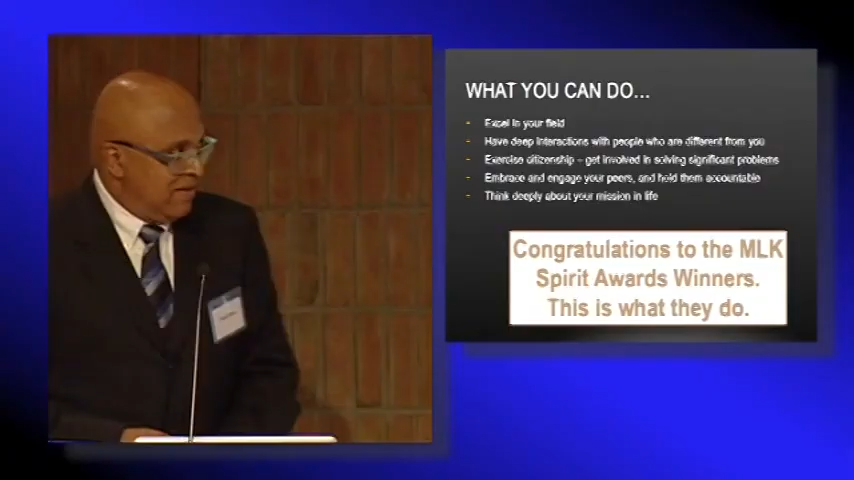 WHAT YOU CAN DO...
- Excel in your field
- Have deep interactions with people who are different from you
- Exercise citizenship – get involved in solving significant problems
- Embrace and engage your peers, and hold them accountable
- Think deeply about your mission in life
Congratulations to the MLK
Spirit Awards Winners.
This is what they do.